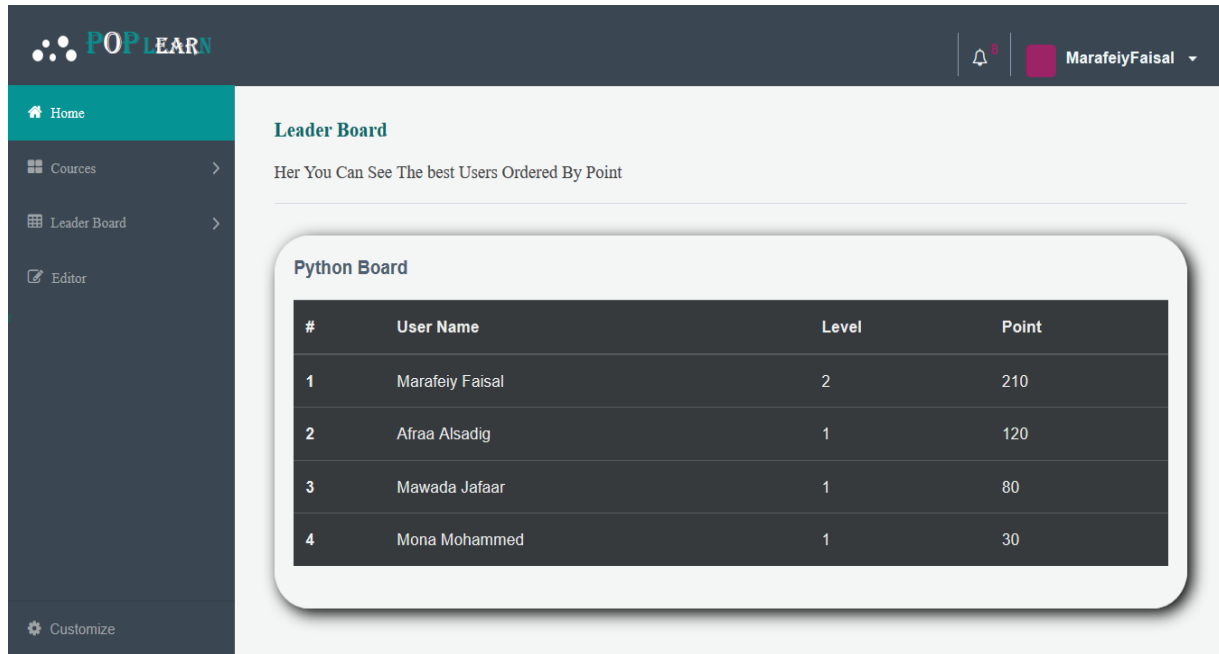 POP LEARN
8
MarafeiyFaisal
Home
Cources
Leader Board
Editor
Customize
Leader Board
Her You Can See The best Users Ordered By Point
Python Board
# User Name Level Point
1 Marafeiy Faisal 2 210
2 Afraa Alsadig 1 120
3 Mawada Jafaar 1 80
4 Mona Mohammed 1 30